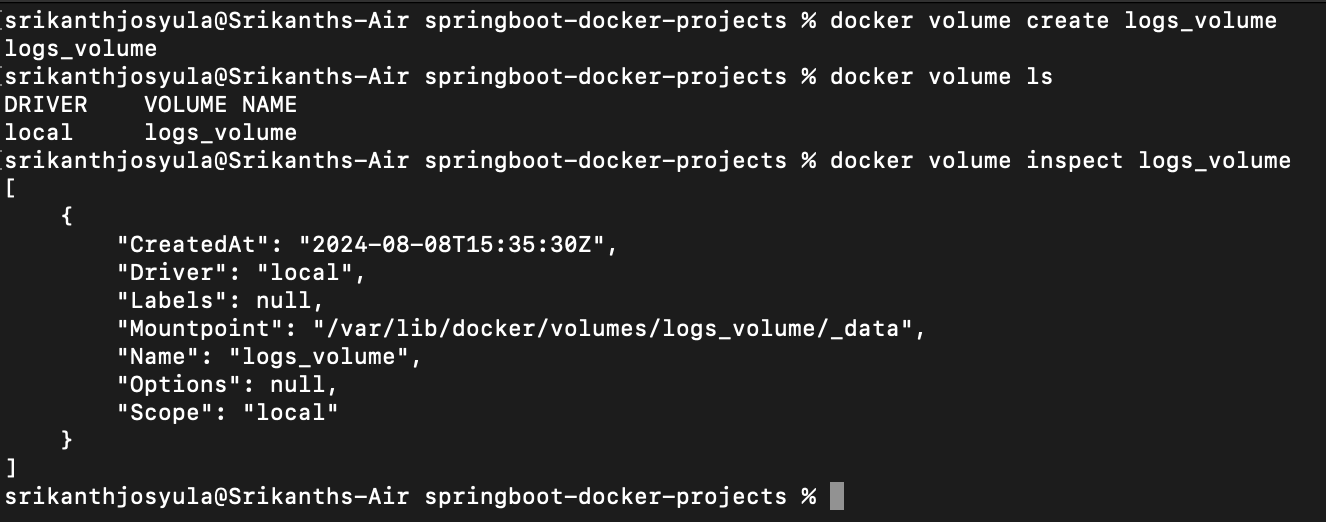 [srikanthjosyula@Srikanths-Air springboot-docker-projects % docker volume create logs_volume
logs_volume
[srikanthjosyula@Srikanths-Air springboot-docker-projects % docker volume ls
DRIVER    VOLUME NAME
local     logs_volume
[srikanthjosyula@Srikanths-Air springboot-docker-projects % docker volume inspect logs_volume
[
    {
        "CreatedAt": "2024-08-08T15:35:30Z",
        "Driver": "local",
        "Labels": null,
        "Mountpoint": "/var/lib/docker/volumes/logs_volume/_data",
        "Name": "logs_volume",
        "Options": null,
        "Scope": "local"
    }
]
srikanthjosyula@Srikanths-Air springboot-docker-projects %